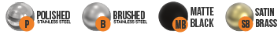 P
POLISHED
STAINLESS STEEL
B
BRUSHED
STAINLESS STEEL
MB
MATTE
BLACK
SB
SATIN
BRASS